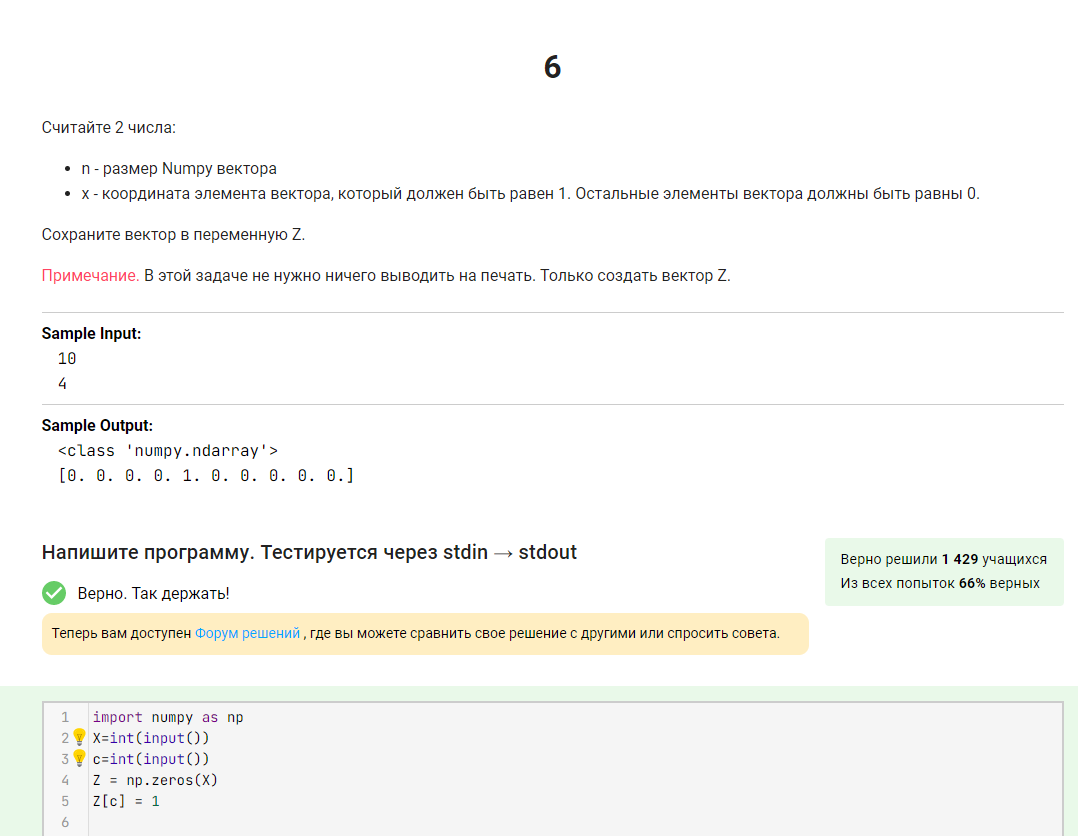 6
Считайте 2 числа:
• n - размер Numpy вектора
• x - координата элемента вектора, который должен быть равен 1. Остальные элементы вектора должны быть равны 0.
Сохраните вектор в переменную Z.
Примечание. В этой задаче не нужно ничего выводить на печать. Только создать вектор Z.
Sample Input:
10
4
Sample Output:
<class 'numpy.ndarray'>
[0. 0. 0. 0. 1. 0. 0. 0. 0. 0.]
Напишите программу. Тестируется через stdin → stdout
Верно решили 1 429 учащихся
Из всех попыток 66% верных
Верно. Так держать!
Теперь вам доступен Форум решений , где вы можете сравнить свое решение с другими или спросить совета.
1 import numpy as np
2 X=int(input())
3 c=int(input())
4 Z = np.zeros(X)
5 Z[c] = 1
6